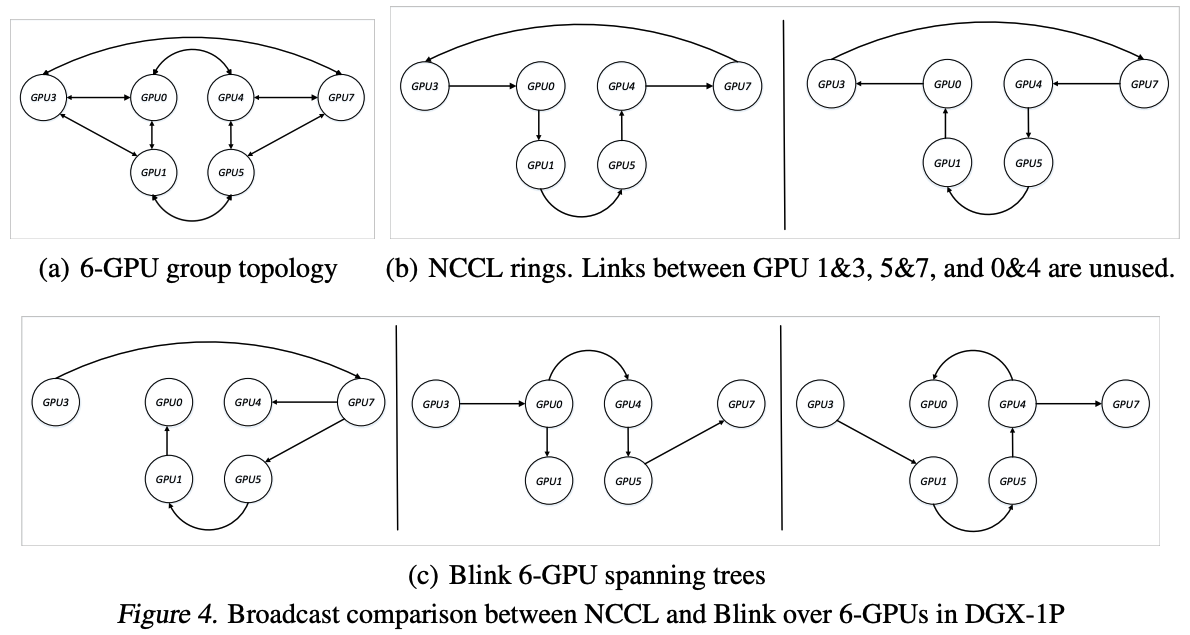 GPU3 GPU0 GPU4 GPU7
GPU1 GPU5
(a) 6-GPU group topology
GPU3 GPU0 GPU4 GPU7
GPU1 GPU5
GPU3 GPU0 GPU4 GPU7
GPU1 GPU5
(b) NCCL rings. Links between GPU 1&3, 5&7, and 0&4 are unused.
GPU3 GPU0 GPU4 GPU7
GPU1 GPU5
GPU3 GPU0 GPU4 GPU7
GPU1 GPU5
GPU3 GPU0 GPU4 GPU7
GPU1 GPU5
(c) Blink 6-GPU spanning trees
Figure 4. Broadcast comparison between NCCL and Blink over 6-GPUs in DGX-1P